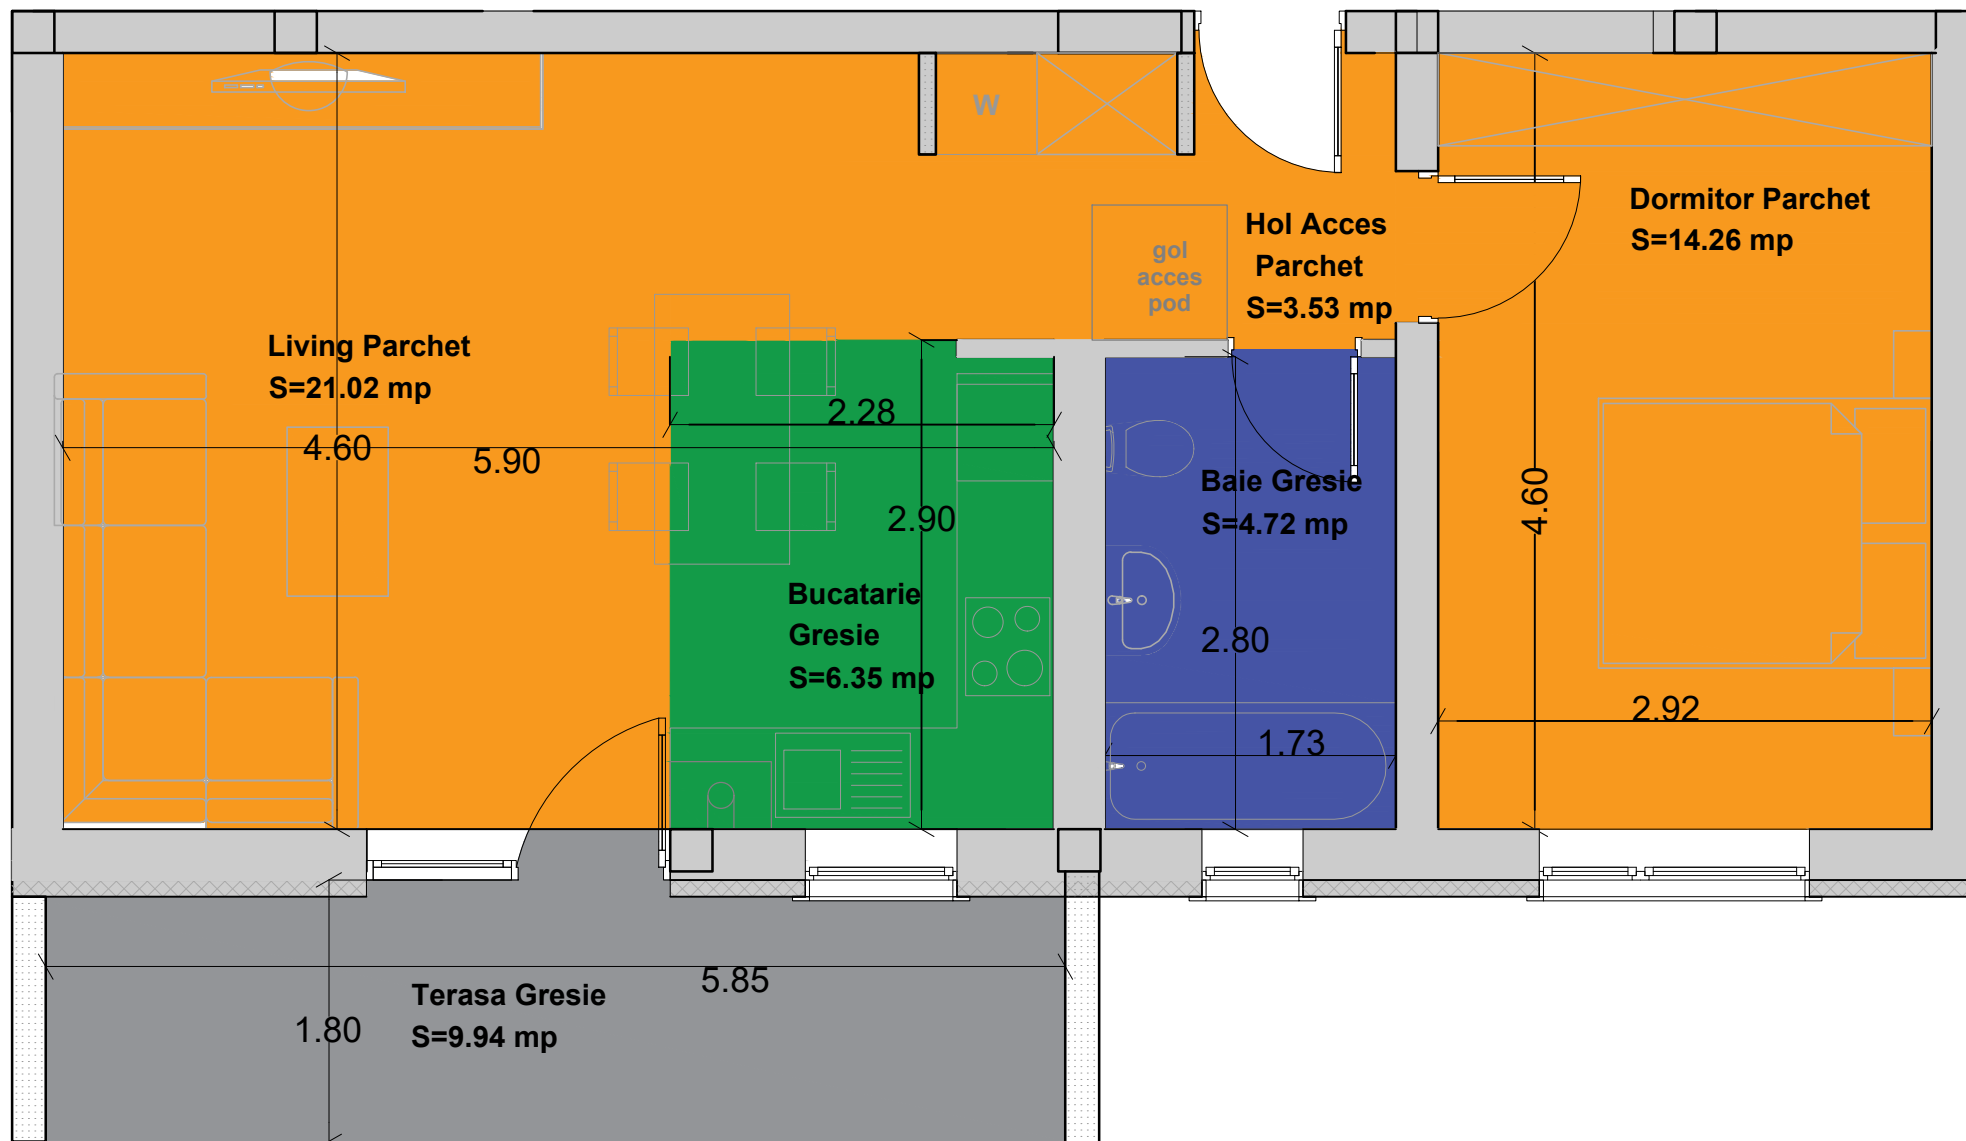 W
Dormitor Parchet
S=14.26 mp
Hol Acces
Parchet
S=3.53 mp
gol
acces
pod
Living Parchet
S=21.02 mp
2.28
4.60
5.90
2.90
4.60
Baie Gresie
S=4.72 mp
Bucatarie
Gresie
S=6.35 mp
2.80
2.92
1.73
5.85
Terasa Gresie
S=9.94 mp
1.80